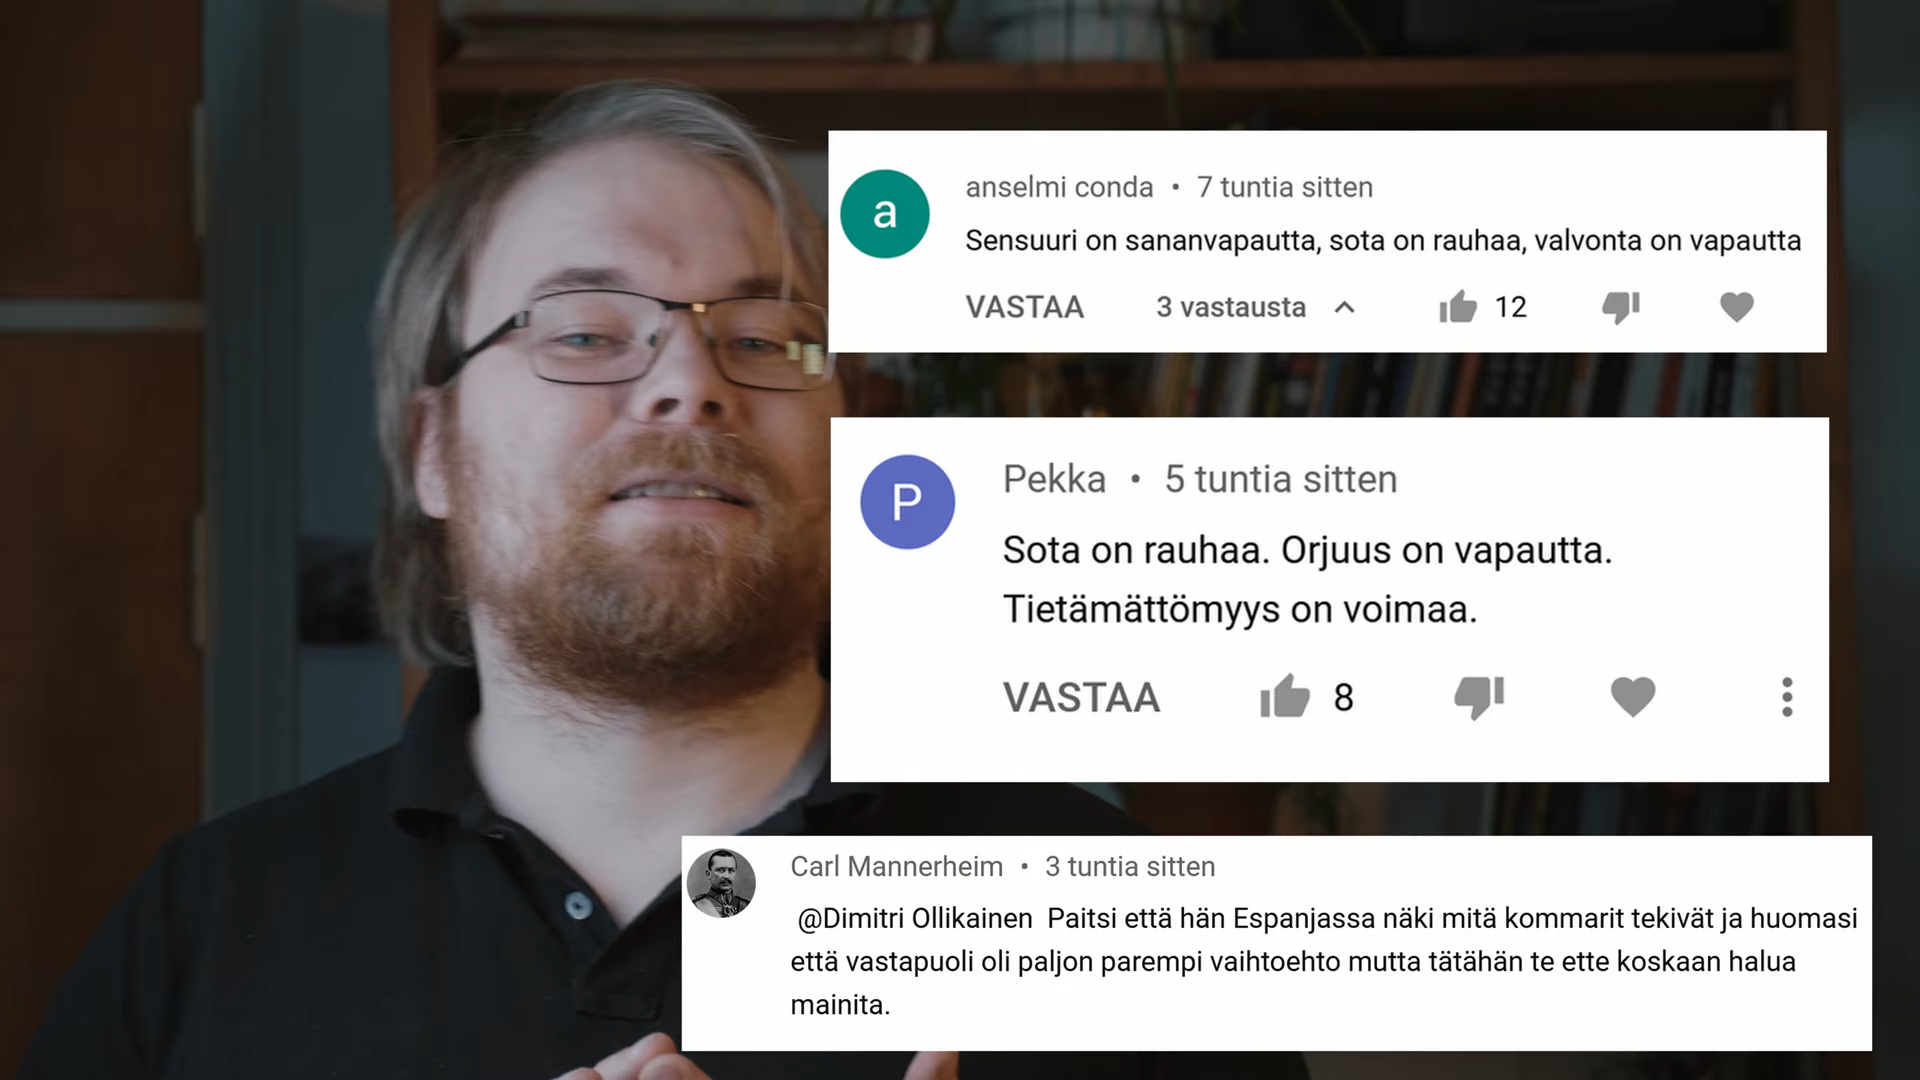 a
anselmi conda • 7 tuntia sitten
Sensuuri on sananvapautta, sota on rauhaa, valvonta on vapautta
VASTAA 3 vastausta 12
P
Pekka • 5 tuntia sitten
Sota on rauhaa. Orjuus on vapautta.
Tietämättömyys on voimaa.
VASTAA 8
Carl Mannerheim • 3 tuntia sitten
@Dimitri Ollikainen Paitsi että hän Espanjassa näki mitä kommarit tekivät ja huomasi
että vastapuoli oli paljon parempi vaihtoehto mutta tätähän te ette koskaan halua
mainita.